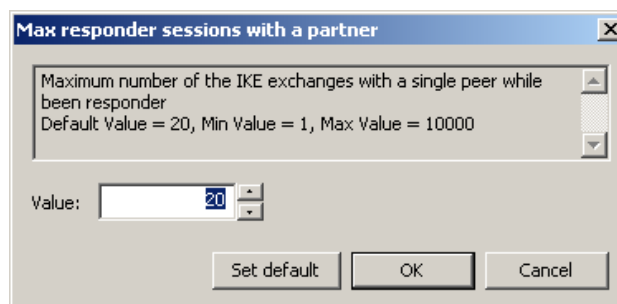 Max responder sessions with a partner
Maximum number of the IKE exchanges with a single peer while
been responder
Default Value = 20, Min Value = 1, Max Value = 10000
Value: 20
Set default OK Cancel